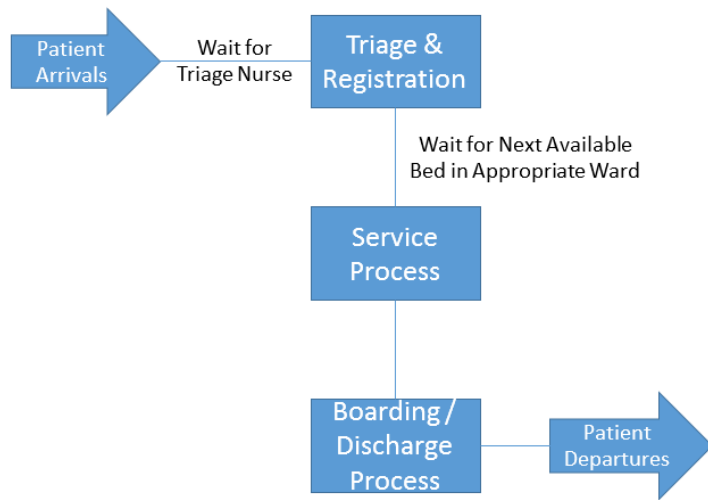 Patient
Arrivals
Wait for
Triage Nurse
Triage &
Registration
Wait for Next Available
Bed in Appropriate Ward
Service
Process
Boarding /
Discharge
Process
Patient
Departures